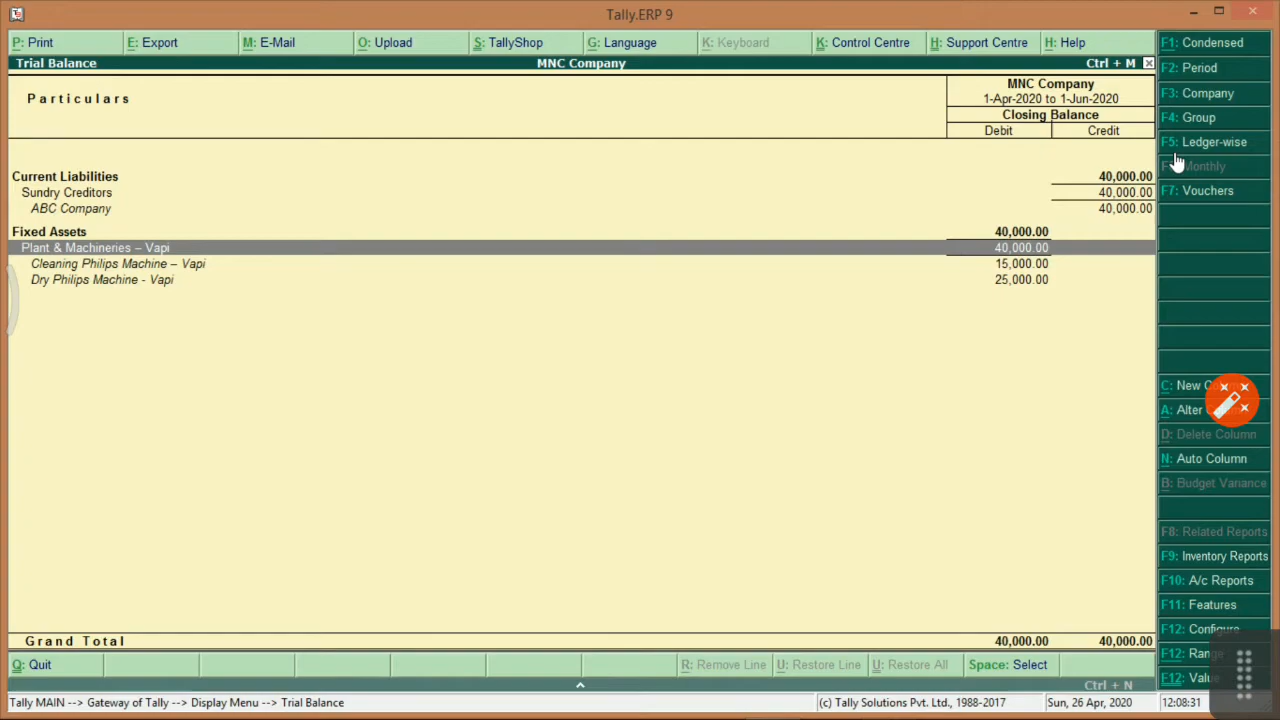 Tally.ERP 9
P: Print E: Export M: E-Mail O: Upload S: TallyShop G: Language K: Keyboard K: Control Centre H: Support Centre H: Help
Trial Balance MNC Company Ctrl + M
Particulars
MNC Company
1-Apr-2020 to 1-Jun-2020
Closing Balance
Debit Credit
Current Liabilities 40,000.00
Sundry Creditors 40,000.00
ABC Company 40,000.00
Fixed Assets 40,000.00
Plant & Machineries – Vapi 40,000.00
Cleaning Philips Machine – Vapi 15,000.00
Dry Philips Machine - Vapi 25,000.00
Grand Total 40,000.00 40,000.00
F1: Condensed
F2: Period
F3: Company
F4: Group
F5: Ledger-wise
Monthly
F7: Vouchers
C: New
A: Alter
D: Delete Column
N: Auto Column
B: Budget Variance
F8: Related Reports
F9: Inventory Reports
F10: A/c Reports
F11: Features
F12: Configure
F12:
F12:
Q: Quit R: Remove Line U: Restore Line U: Restore All Space: Select
Ctrl + N
Tally MAIN --> Gateway of Tally --> Display Menu --> Trial Balance (c) Tally Solutions Pvt. Ltd., 1988-2017 Sun, 26 Apr, 2020 12:08:31